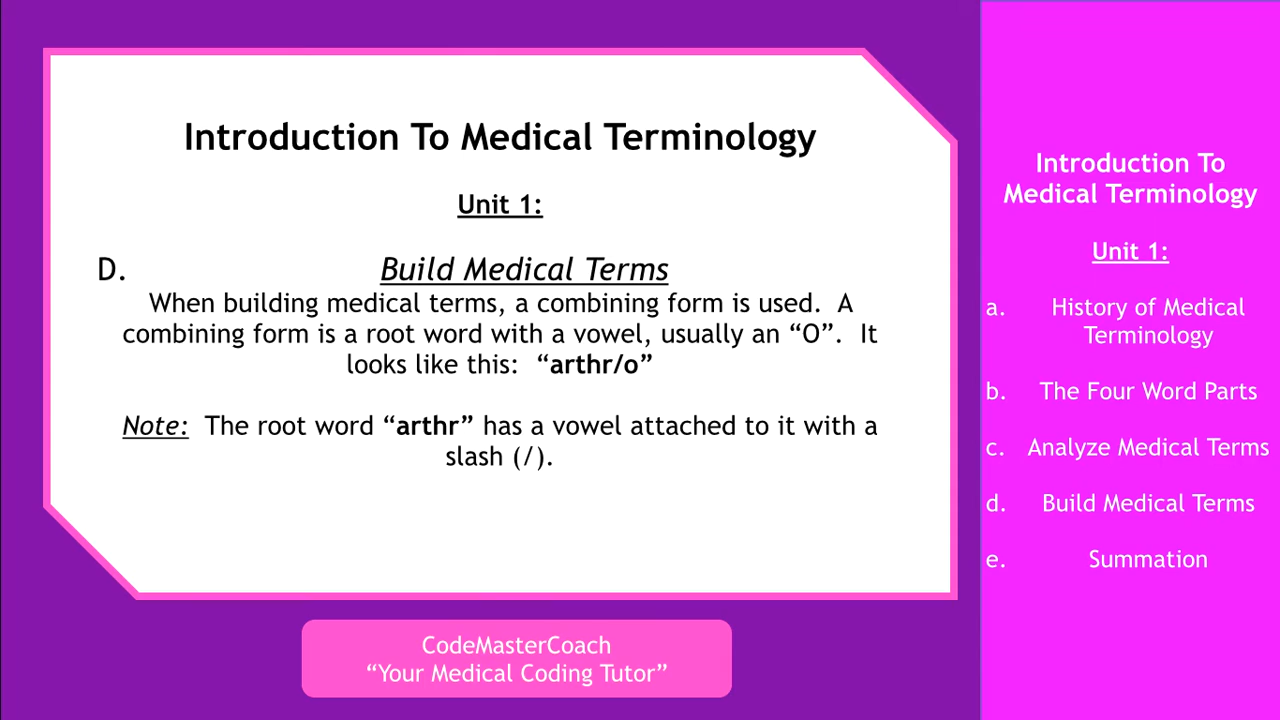 Introduction To Medical Terminology
Unit 1:
D. Build Medical Terms
When building medical terms, a combining form is used.  A
combining form is a root word with a vowel, usually an “O”.  It
looks like this:  “arthr/o”
Note:  The root word “arthr” has a vowel attached to it with a
slash (/).
CodeMasterCoach
“Your Medical Coding Tutor”
Introduction To
Medical Terminology
Unit 1:
a. History of Medical
Terminology
b. The Four Word Parts
c. Analyze Medical Terms
d. Build Medical Terms
e. Summation